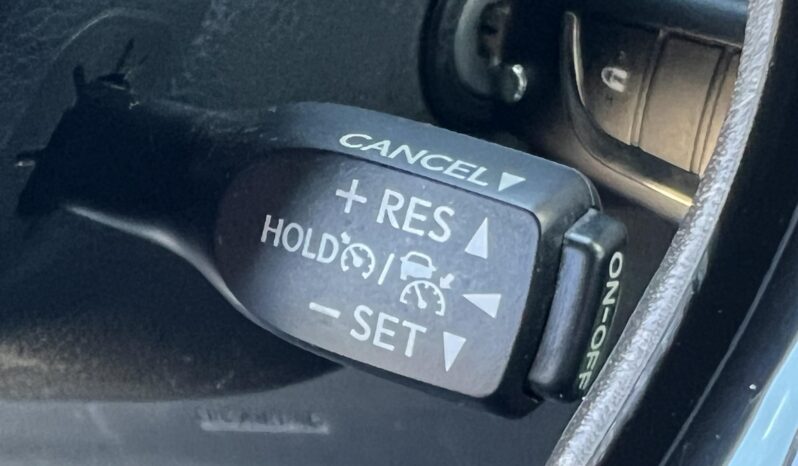 CANCEL
+ RES
HOLD /
- SET
ON-OFF